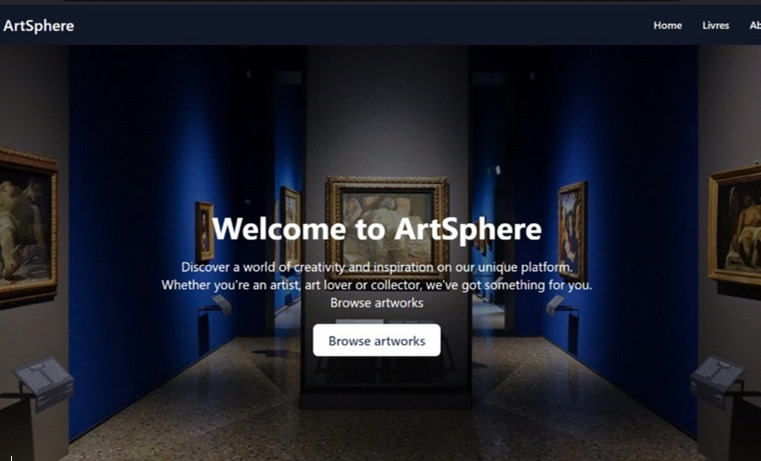 ArtSphere
Home Livres Ab
Welcome to ArtSphere
Discover a world of creativity and inspiration on our unique platform.
Whether you're an artist, art lover or collector, we've got something for you.
Browse artworks
Browse artworks